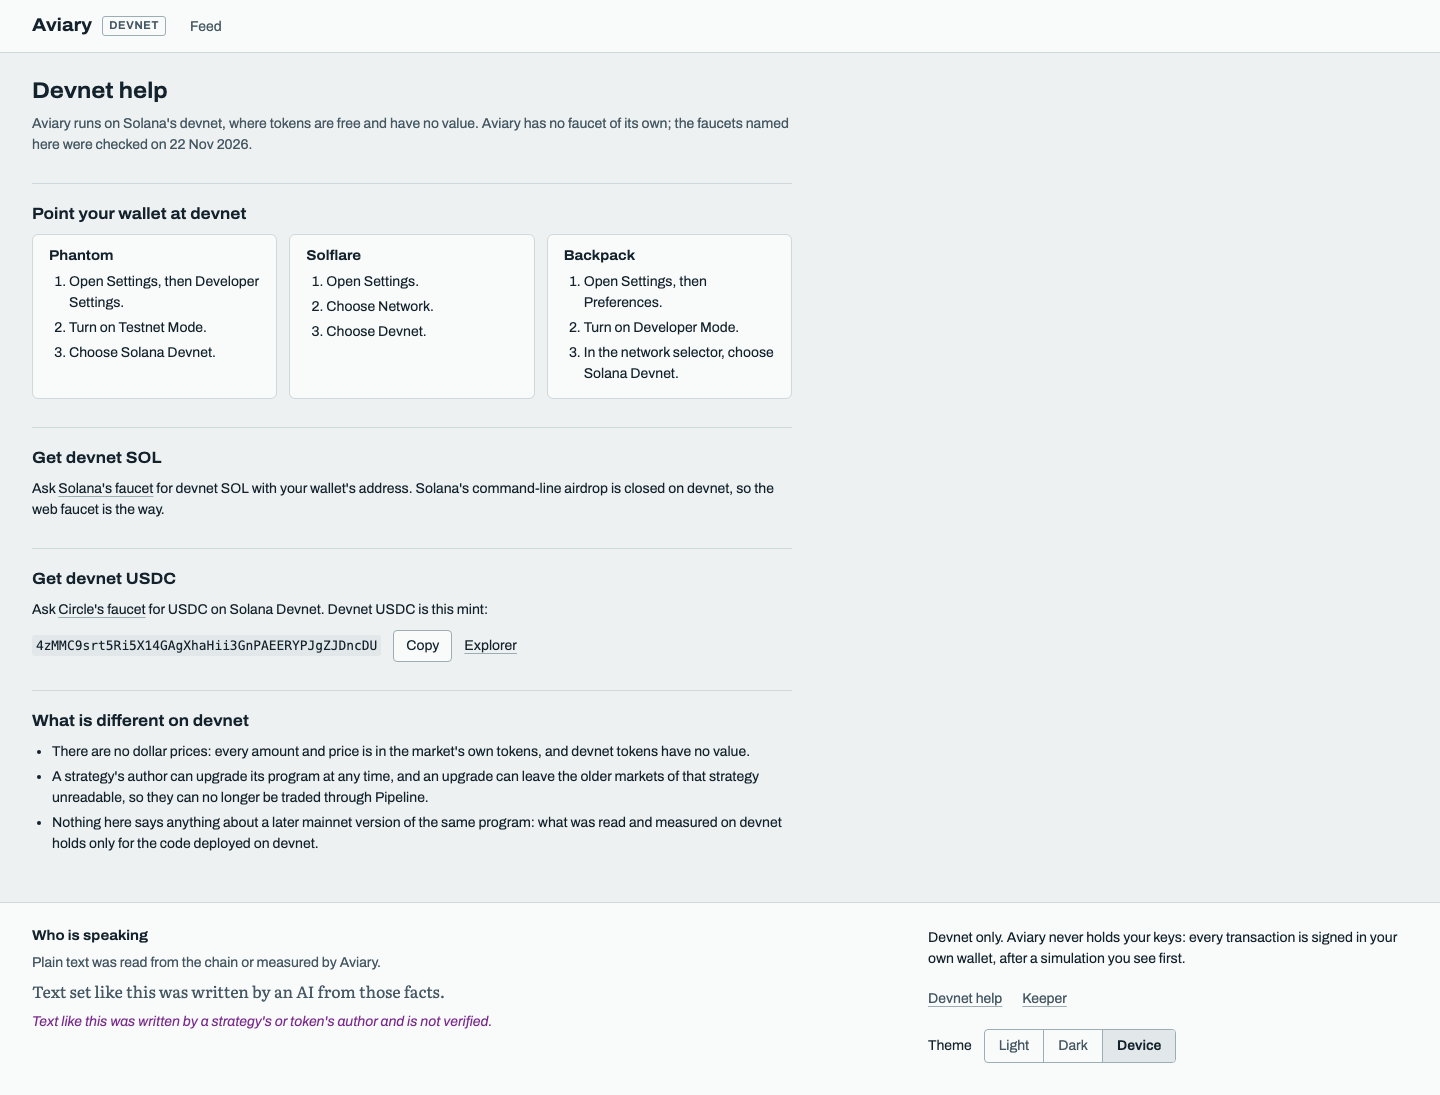 Aviary
DEVNET
Feed
Devnet help
Aviary runs on Solana's devnet, where tokens are free and have no value. Aviary has no faucet of its own; the faucets named
here were checked on 22 Nov 2026.
Point your wallet at devnet
Phantom
1. Open Settings, then Developer
Settings.
2. Turn on Testnet Mode.
3. Choose Solana Devnet.
Solflare
1. Open Settings.
2. Choose Network.
3. Choose Devnet.
Backpack
1. Open Settings, then
Preferences.
2. Turn on Developer Mode.
3. In the network selector, choose
Solana Devnet.
Get devnet SOL
Ask Solana's faucet for devnet SOL with your wallet's address. Solana's command-line airdrop is closed on devnet, so the
web faucet is the way.
Get devnet USDC
Ask Circle's faucet for USDC on Solana Devnet. Devnet USDC is this mint:
4zMMC9srt5Ri5X14GAgXhaHii3GnPAEERYPJgZJDncDU
Copy
Explorer
What is different on devnet
• There are no dollar prices: every amount and price is in the market's own tokens, and devnet tokens have no value.
• A strategy's author can upgrade its program at any time, and an upgrade can leave the older markets of that strategy
unreadable, so they can no longer be traded through Pipeline.
• Nothing here says anything about a later mainnet version of the same program: what was read and measured on devnet
holds only for the code deployed on devnet.
Who is speaking
Plain text was read from the chain or measured by Aviary.
Text set like this was written by an AI from those facts.
Text like this was written by a strategy's or token's author and is not verified.
Devnet only. Aviary never holds your keys: every transaction is signed in your
own wallet, after a simulation you see first.
Devnet help
Keeper
Theme
Light
Dark
Device